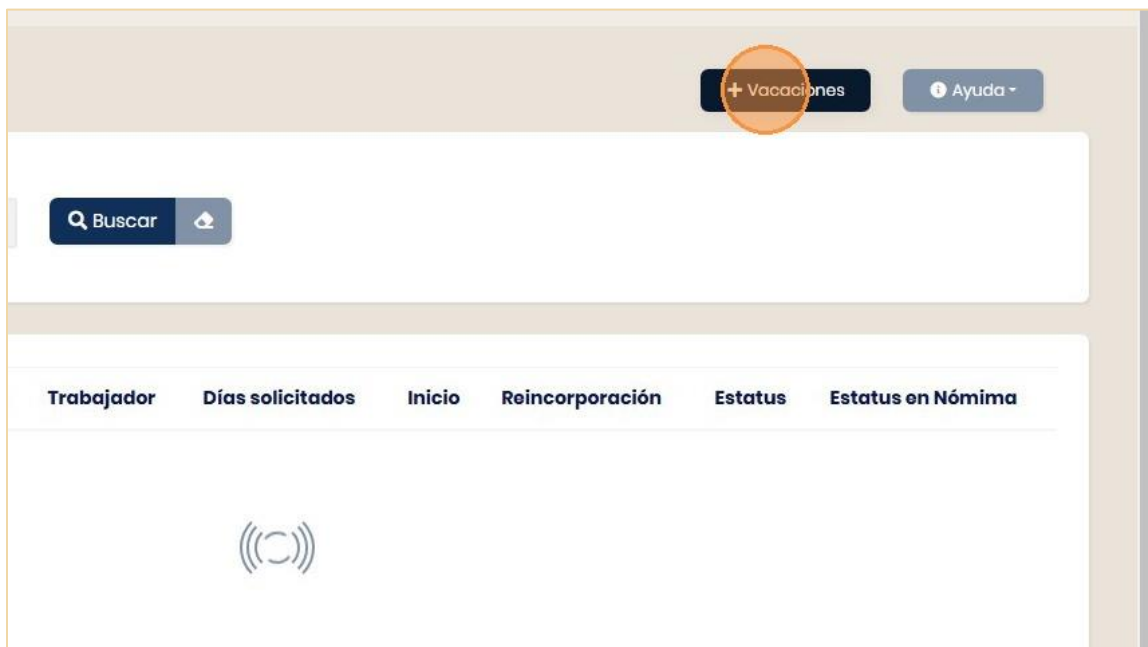 + Vacaciones
Ayuda
Buscar
Trabajador Días solicitados Inicio Reincorporación Estatus Estatus en Nómima